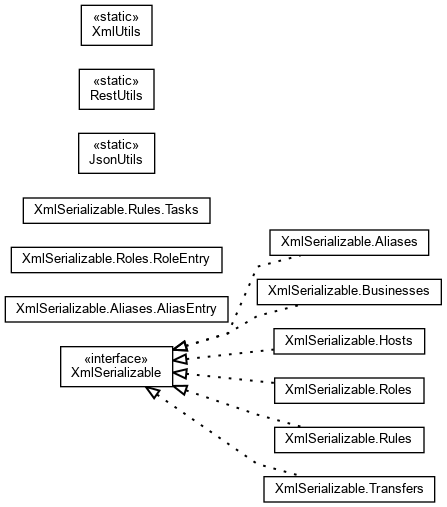 «static»
XmlUtils
«static»
RestUtils
«static»
JsonUtils
XmlSerializable.Rules.Tasks
XmlSerializable.Roles.RoleEntry
XmlSerializable.Aliases.AliasEntry
«interface»
XmlSerializable
XmlSerializable.Aliases
XmlSerializable.Businesses
XmlSerializable.Hosts
XmlSerializable.Roles
XmlSerializable.Rules
XmlSerializable.Transfers